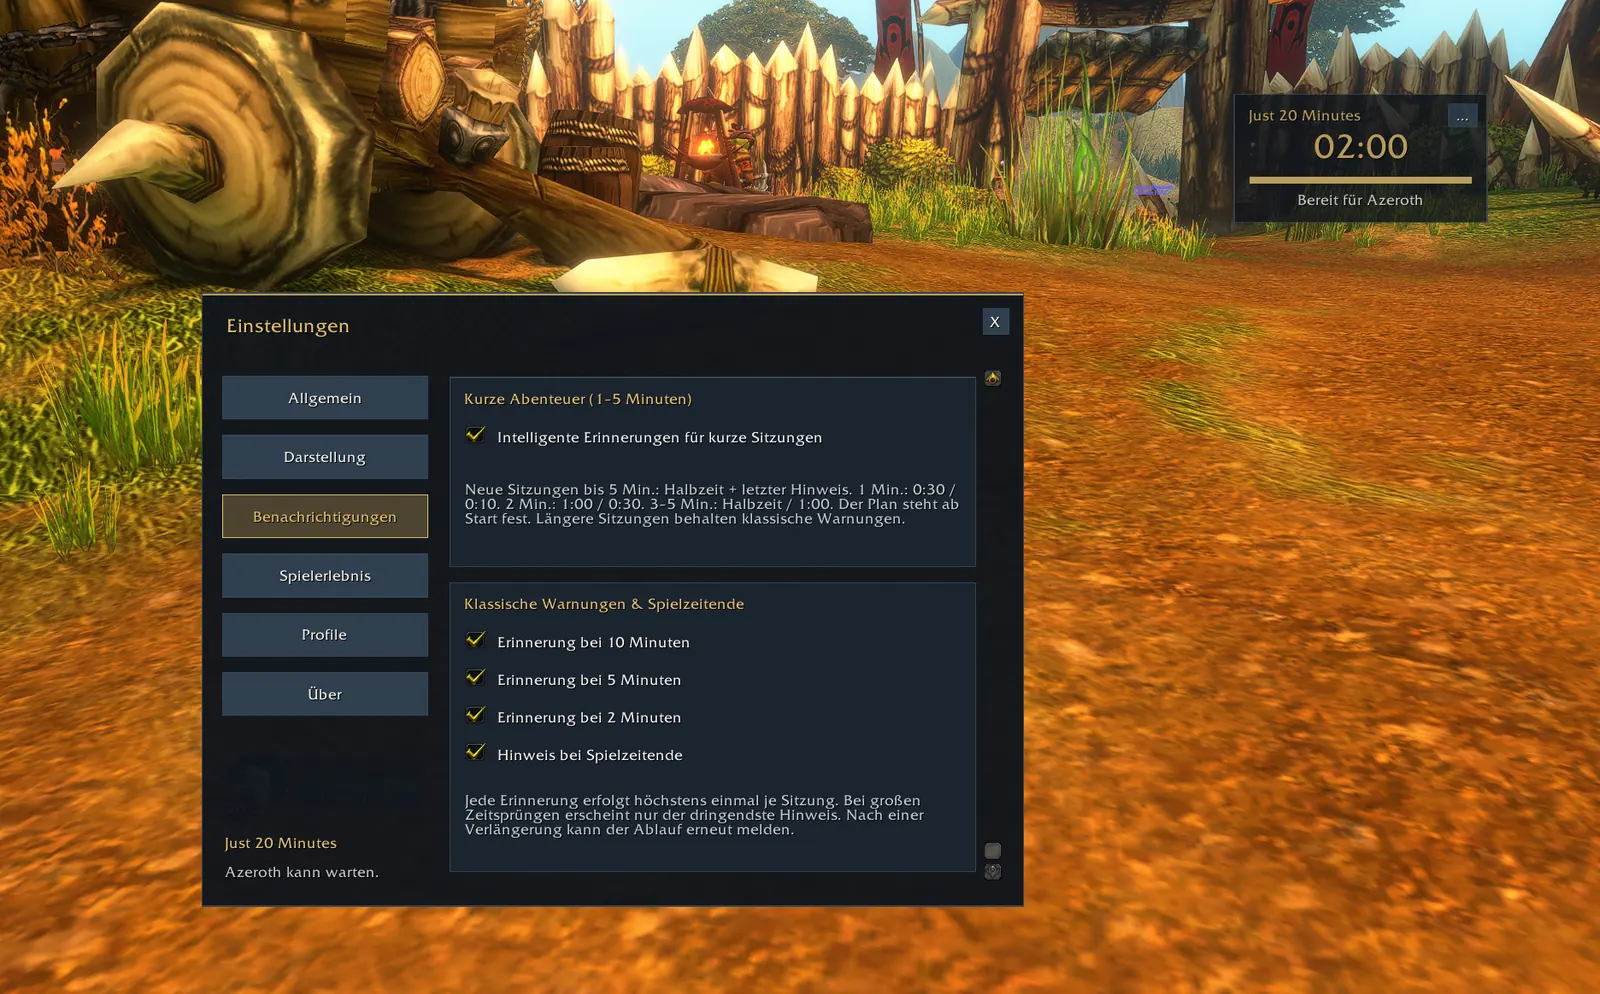 Just 20 Minutes
...
02:00
Bereit für Azeroth
Einstellungen
X
Allgemein
Darstellung
Benachrichtigungen
Spielerlebnis
Profile
Über
Just 20 Minutes
Azeroth kann warten.
Kurze Abenteuer (1-5 Minuten)
Intelligente Erinnerungen für kurze Sitzungen
Neue Sitzungen bis 5 Min.: Halbzeit + letzter Hinweis. 1 Min.: 0:30 /
0:10. 2 Min.: 1:00 / 0:30. 3-5 Min.: Halbzeit / 1:00. Der Plan steht ab
Start fest. Längere Sitzungen behalten klassische Warnungen.
Klassische Warnungen & Spielzeitende
Erinnerung bei 10 Minuten
Erinnerung bei 5 Minuten
Erinnerung bei 2 Minuten
Hinweis bei Spielzeitende
Jede Erinnerung erfolgt höchstens einmal je Sitzung. Bei großen
Zeitsprüngen erscheint nur der dringendste Hinweis. Nach einer
Verlängerung kann der Ablauf erneut melden.